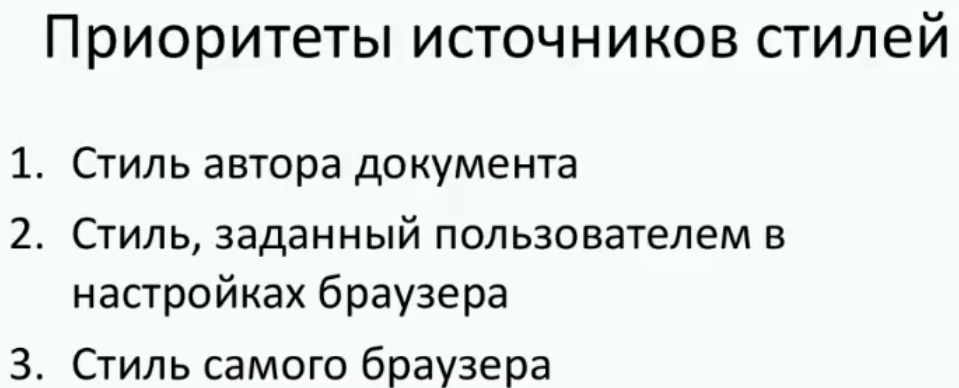 Приоритеты источников стилей
1. Стиль автора документа
2. Стиль, заданный пользователем в
настройках браузера
3. Стиль самого браузера